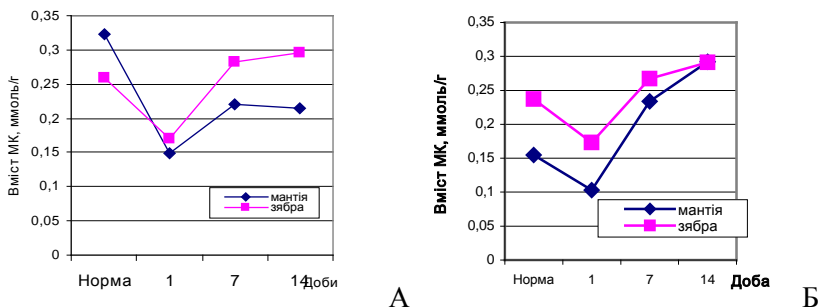 Вміст МК, ммоль/г
0,35
0,3
0,25
0,2
0,15
0,1
0,05
0
мантія
зябра
Норма 1 7 14 Доби
А
Вміст МК, ммоль/г
0,35
0,3
0,25
0,2
0,15
0,1
0,05
0
мантія
зябра
Норма 1 7 14 Доба
Б